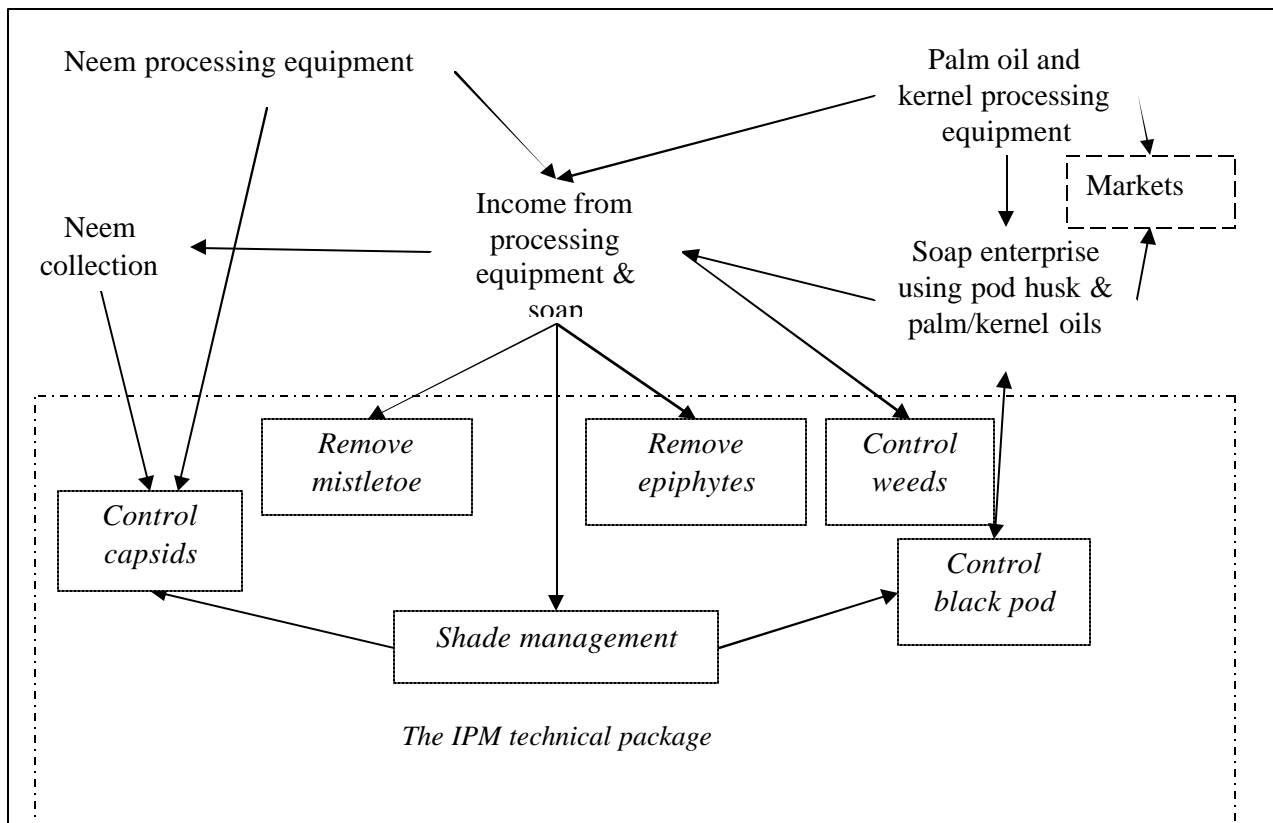 Neem processing equipment
Palm oil and
kernel processing
equipment
Markets
Neem
collection
Income from
processing
equipment &
soap
Soap enterprise
using pod husk &
palm/kernel oils
Remove
mistletoe
Remove
epiphytes
Control
weeds
Control
capsids
Control
black pod
Shade management
The IPM technical package